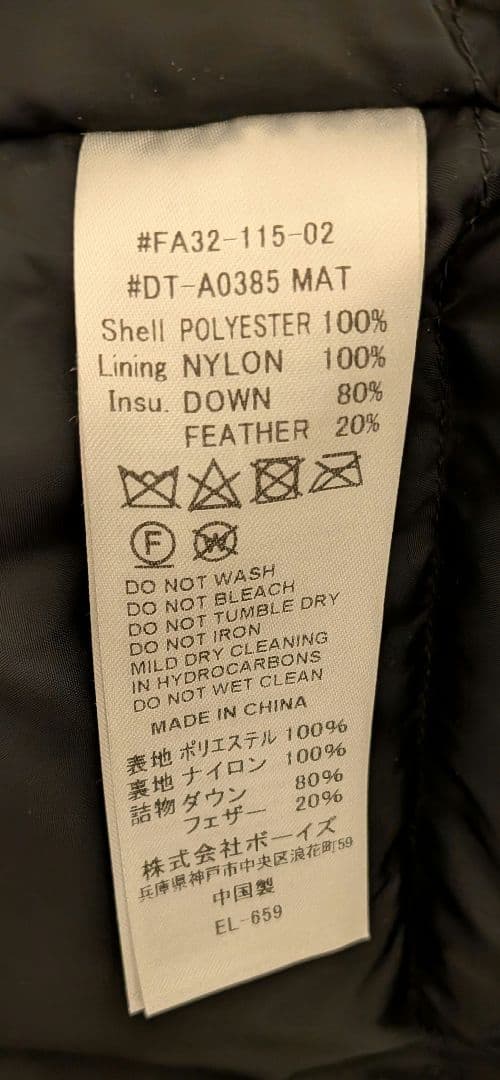 #FA32-115-02
#DT-A0385 MAT
Shell POLYESTER 100%
Lining NYLON 100%
Insu. DOWN 80%
FEATHER 20%
F W
DO NOT WASH
DO NOT BLEACH
DO NOT TUMBLE DRY
DO NOT IRON
MILD DRY CLEANING
IN HYDROCARBONS
DO NOT WET CLEAN
MADE IN CHINA
表地 ポリエステル 100%
裏地 ナイロン 100%
詰物 ダウン 80%
フェザー 20%
株式会社ボーイズ
兵庫県神戸市中央区浪花町59
中国製
EL-659